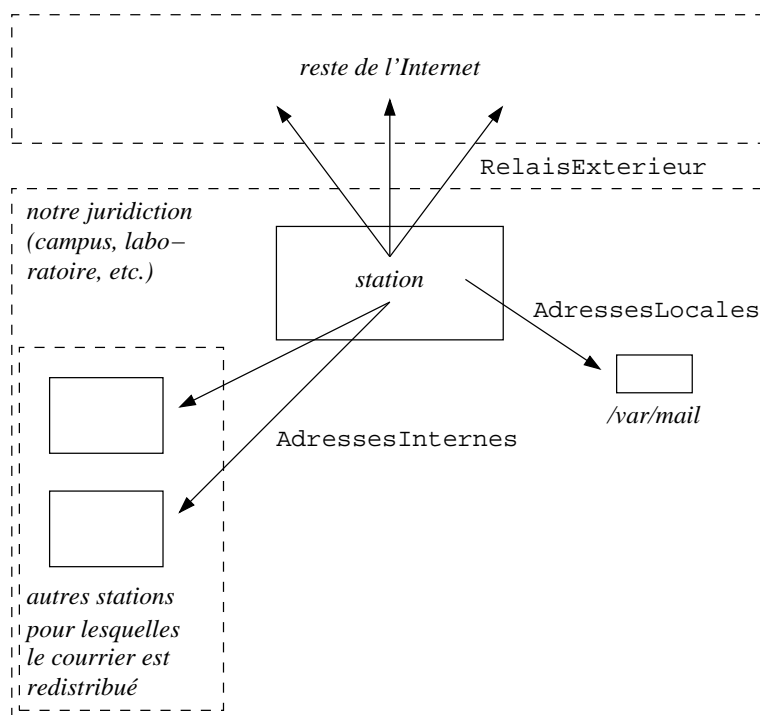 reste de l'Internet
RelaisExterieur
notre juridiction
(campus, labo−
ratoire, etc.)
station
AdressesLocales
/var/mail
AdressesInternes
autres stations
pour lesquelles
le courrier est
redistribué